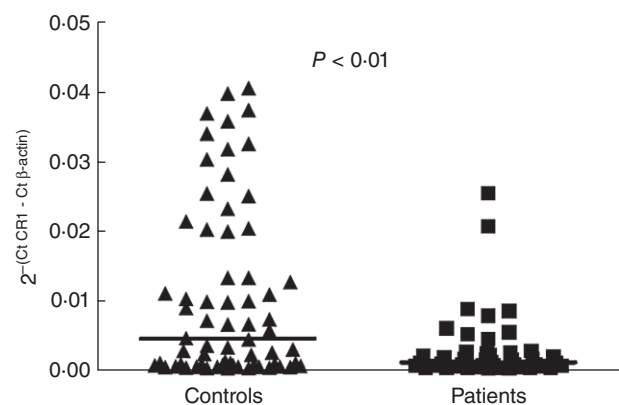 0·05
P < 0·01
0·04
0·03
0·02
0·01
0·00
2–(Ct CR1 - Ct β-actin)
Controls
Patients